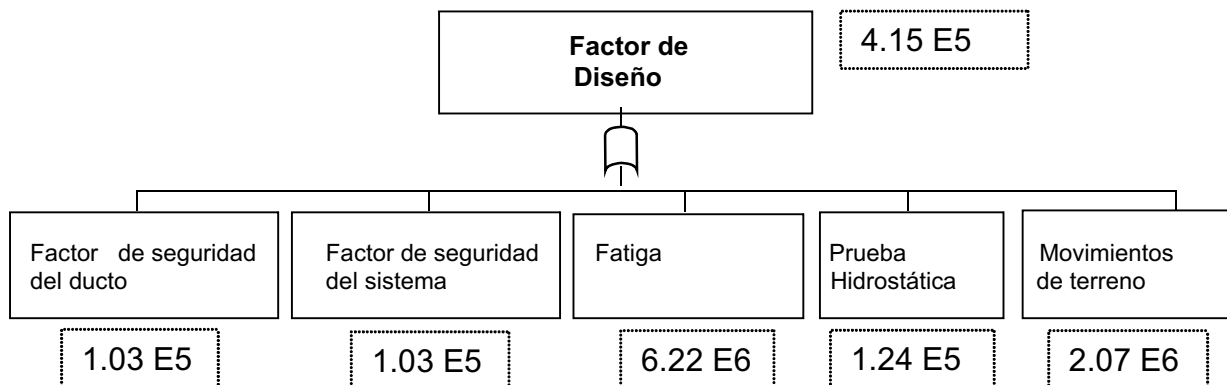 Factor de
Diseño
4.15 E5
Factor de seguridad
del ducto
Factor de seguridad
del sistema
Fatiga
Prueba
Hidrostática
Movimientos
de terreno
1.03 E5
1.03 E5
6.22 E6
1.24 E5
2.07 E6